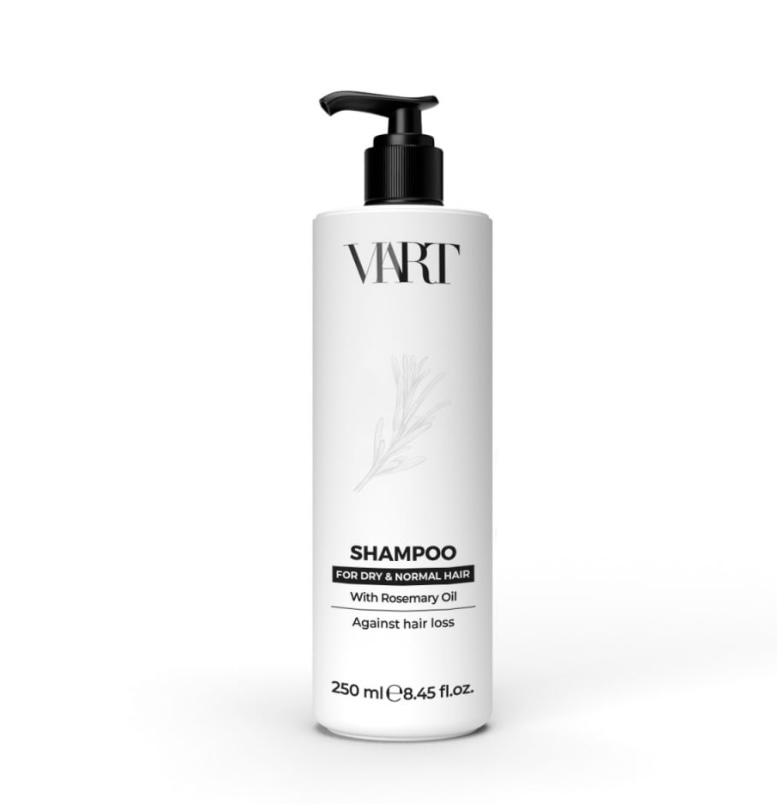 VIART
SHAMPOO
FOR DRY & NORMAL HAIR
With Rosemary Oil
Against hair loss
250 ml ℮ 8.45 fl.oz.